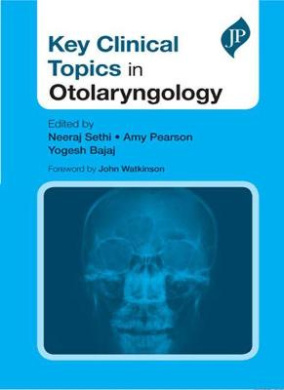 JP
Key Clinical
Topics in
Otolaryngology
Edited by
Neeraj Sethi • Amy Pearson
Yogesh Bajaj
Foreword by John Watkinson